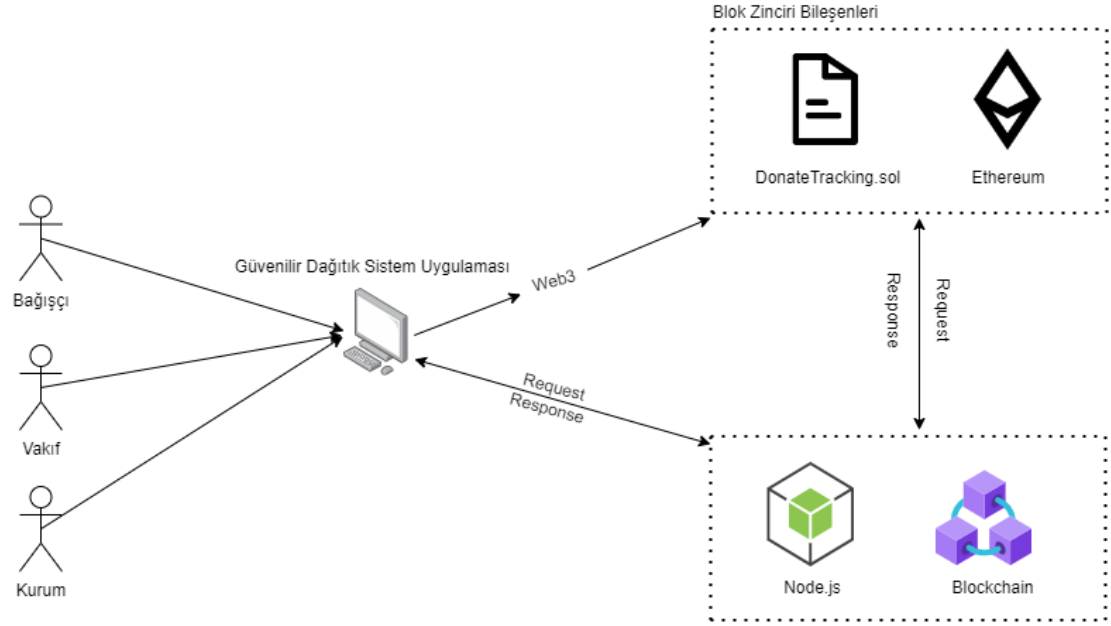 Blok Zinciri Bileşenleri
DonateTracking.sol
Ethereum
Bağışçı
Güvenilir Dağıtık Sistem Uygulaması
Web3
Request
Response
Vakıf
Request
Response
Kurum
Node.js
Blockchain